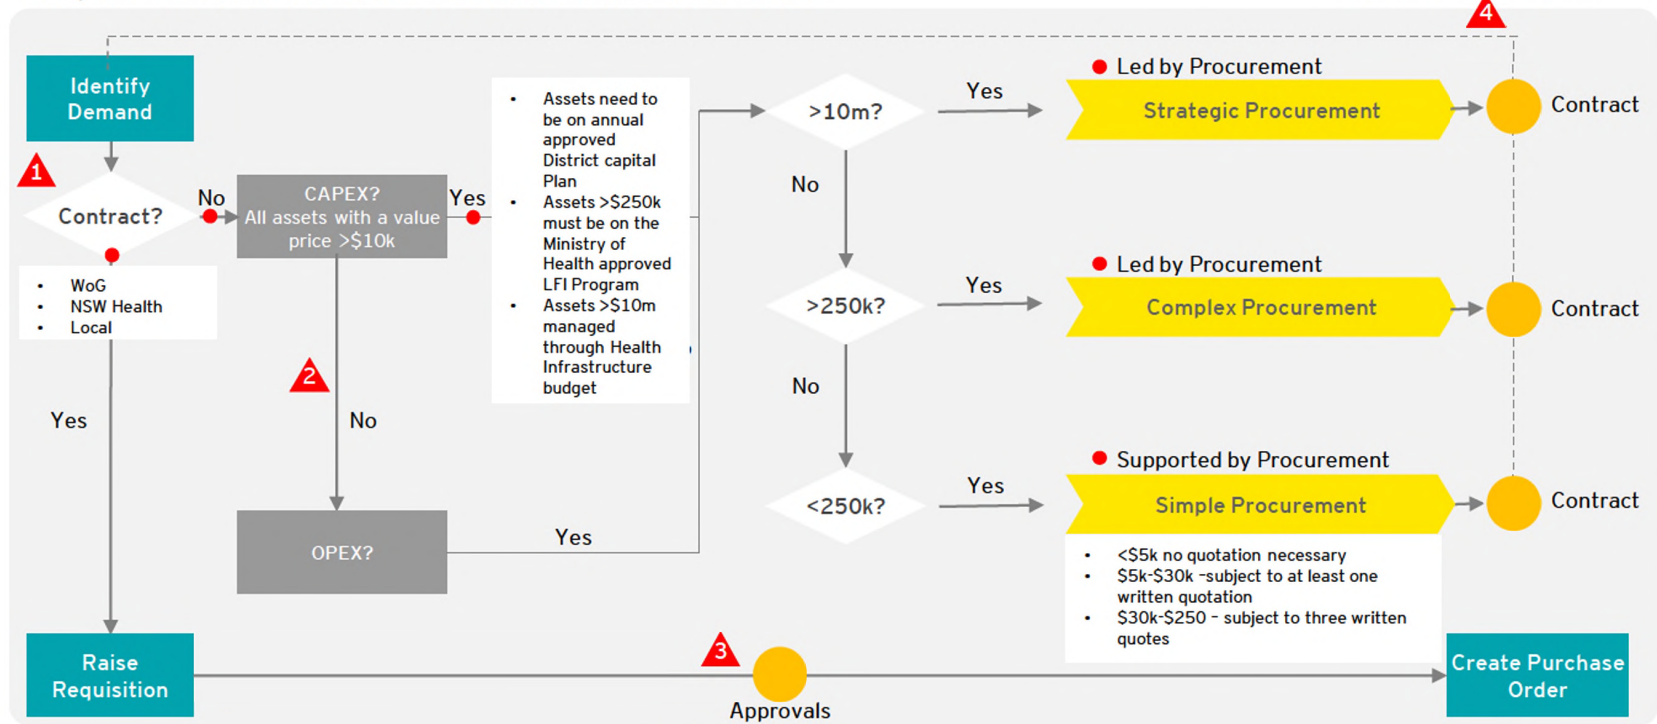 4
Identify
Demand
1
Contract?
No
• WoG
• NSW Health
• Local
Yes
CAPEX?
All assets with a value
price >$10k
Yes
2
No
OPEX?
Yes
• Assets need to
be on annual
approved
District capital
Plan
• Assets >$250k
must be on the
Ministry of
Health approved
LFI Program
• Assets >$10m
managed
through Health
Infrastructure
budget
>10m?
Yes
Led by Procurement
Strategic Procurement
Contract
No
>250k?
Yes
Led by Procurement
Complex Procurement
Contract
No
<250k?
Yes
Supported by Procurement
Simple Procurement
Contract
• <$5k no quotation necessary
• $5k-$30k –subject to at least one
written quotation
• $30k-$250 – subject to three written
quotes
Raise
Requisition
3
Approvals
Create Purchase
Order